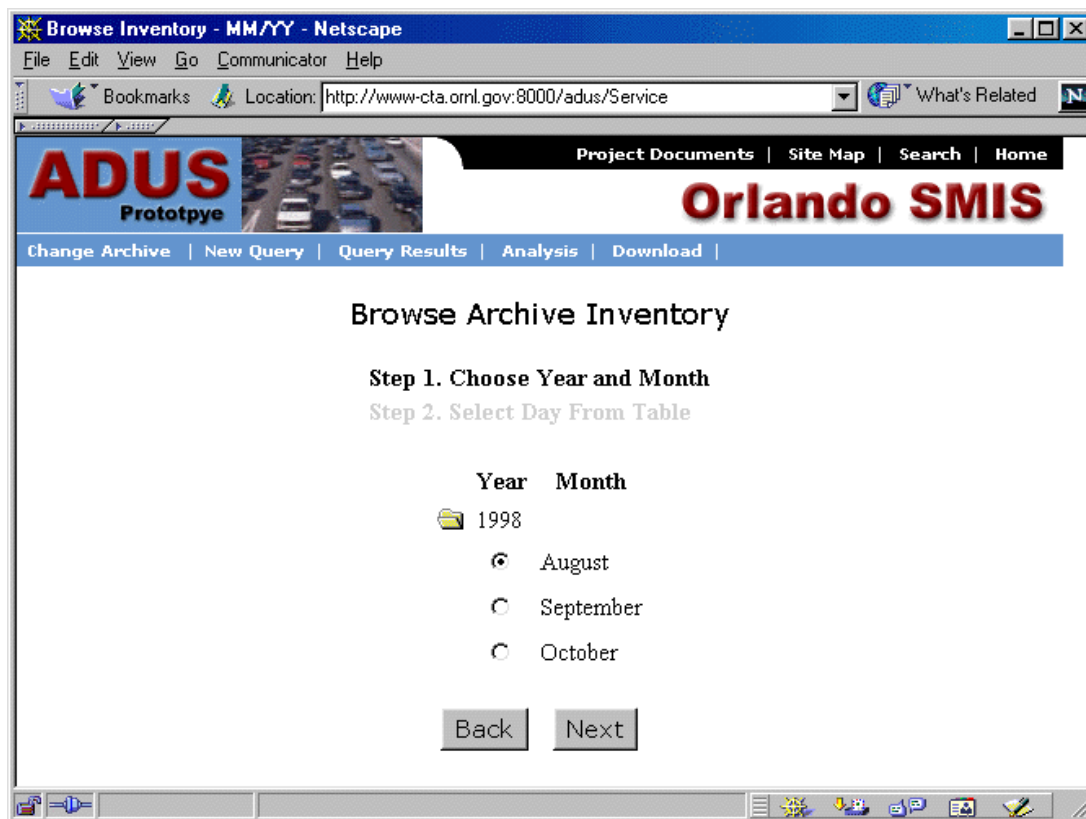 Browse Inventory - MM/YY - Netscape
File Edit View Go Communicator Help
Bookmarks Location: http://www-cta.ornl.gov:8000/adus/Service What's Related N
Project Documents | Site Map | Search | Home
ADUS
Prototpye
Orlando SMIS
Change Archive | New Query | Query Results | Analysis | Download |
Browse Archive Inventory
Step 1. Choose Year and Month
Step 2. Select Day From Table
Year Month
1998
August
September
October
Back Next